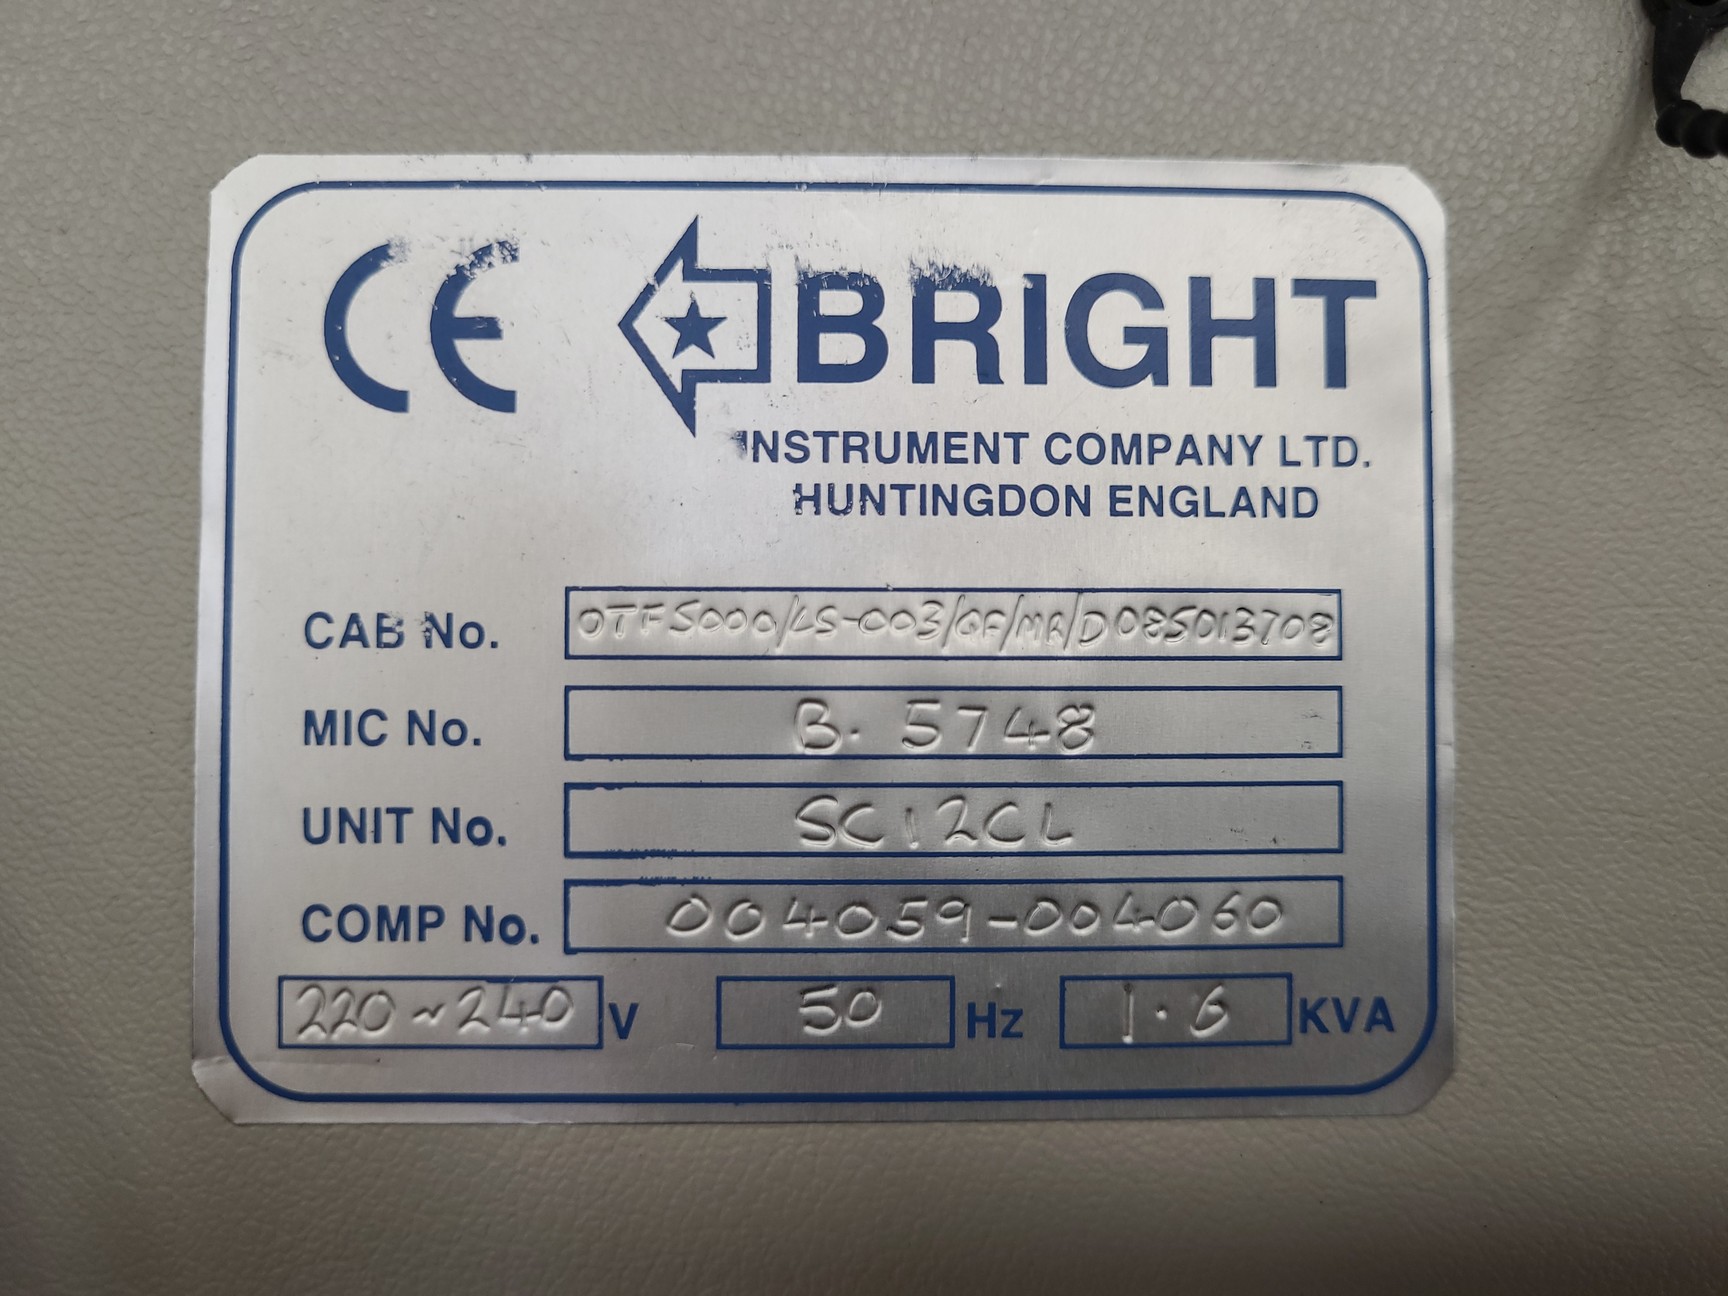 CE BRIGHT
INSTRUMENT COMPANY LTD.
HUNTINGDON ENGLAND
CAB No. OTF5000/LS-003/QF/MR/D085013708
MIC No. B. 5748
UNIT No. SC12CL
COMP No. 004059-004060
220~240 V 50 Hz 1.6 KVA